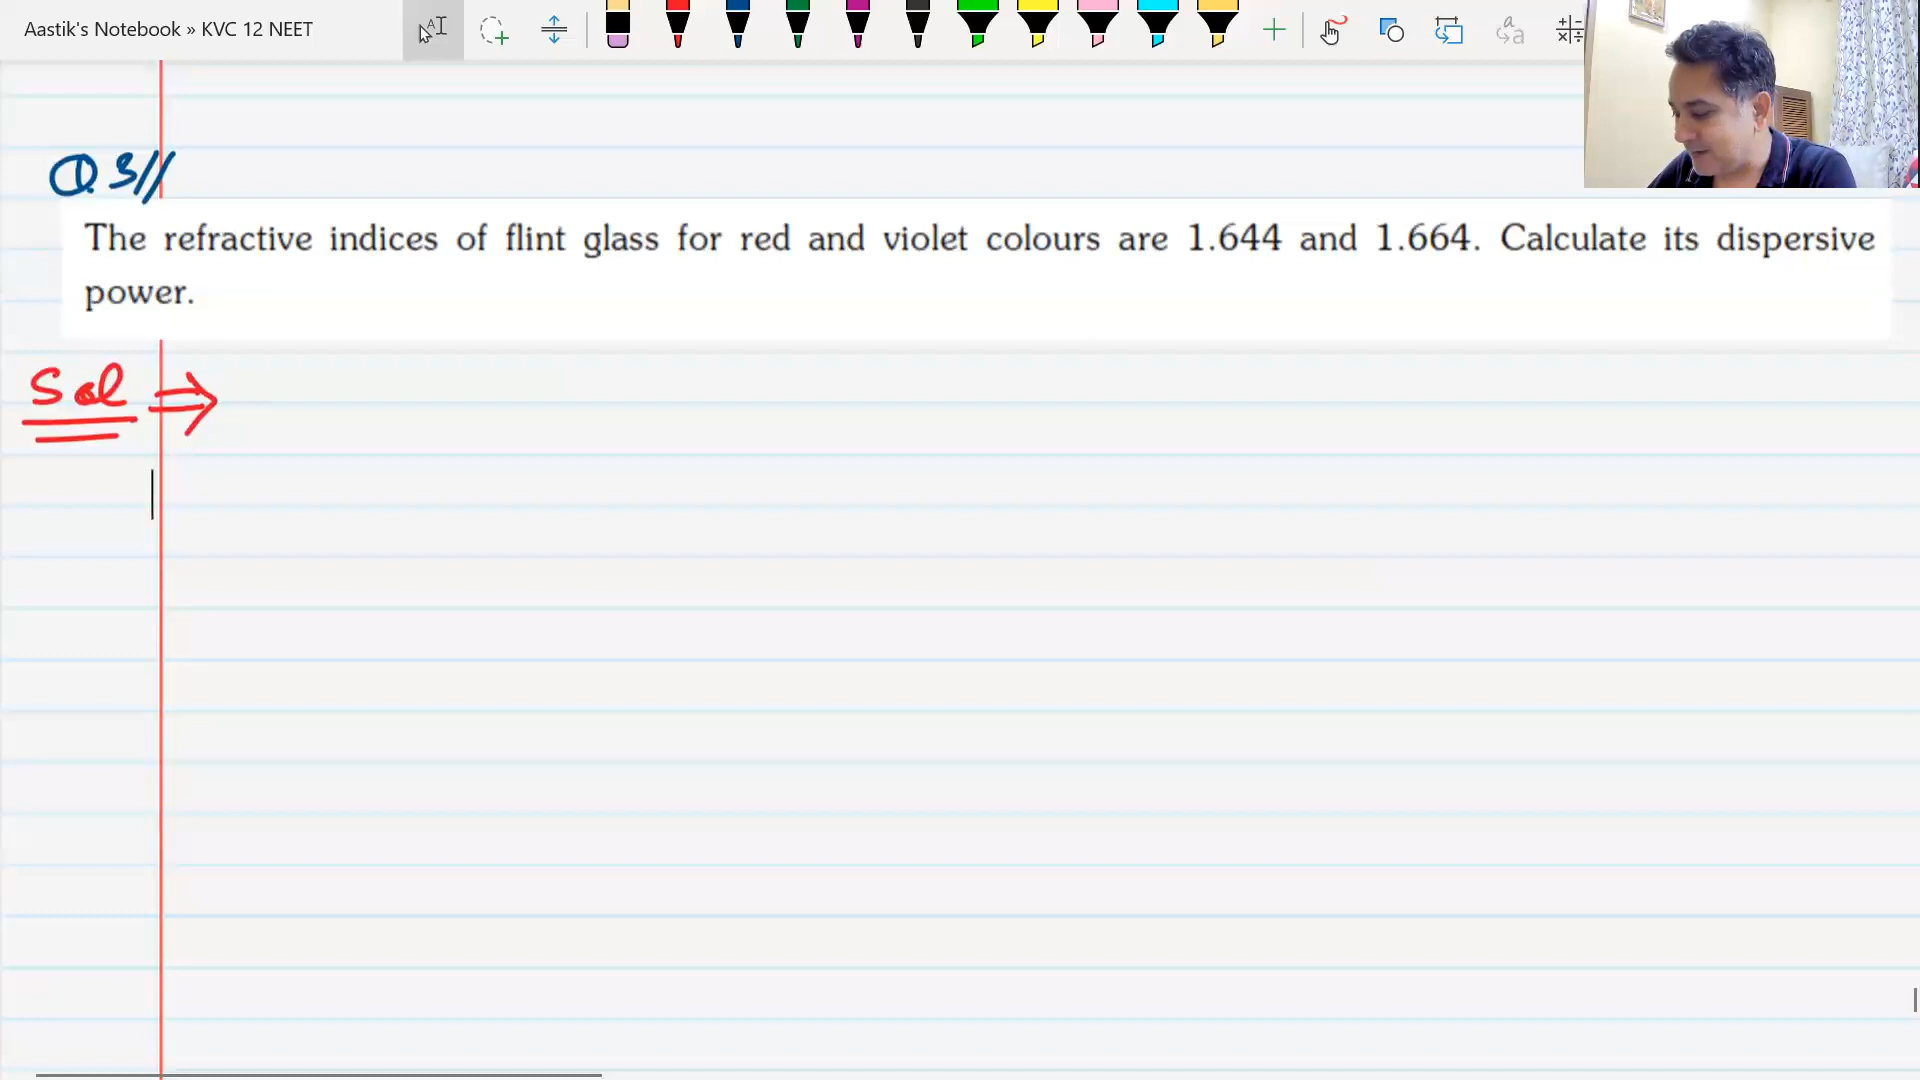 Aastik's Notebook » KVC 12 NEET
Q.3//
The refractive indices of flint glass for red and violet colours are 1.644 and 1.664. Calculate its dispersive
power.
Sol ⇒